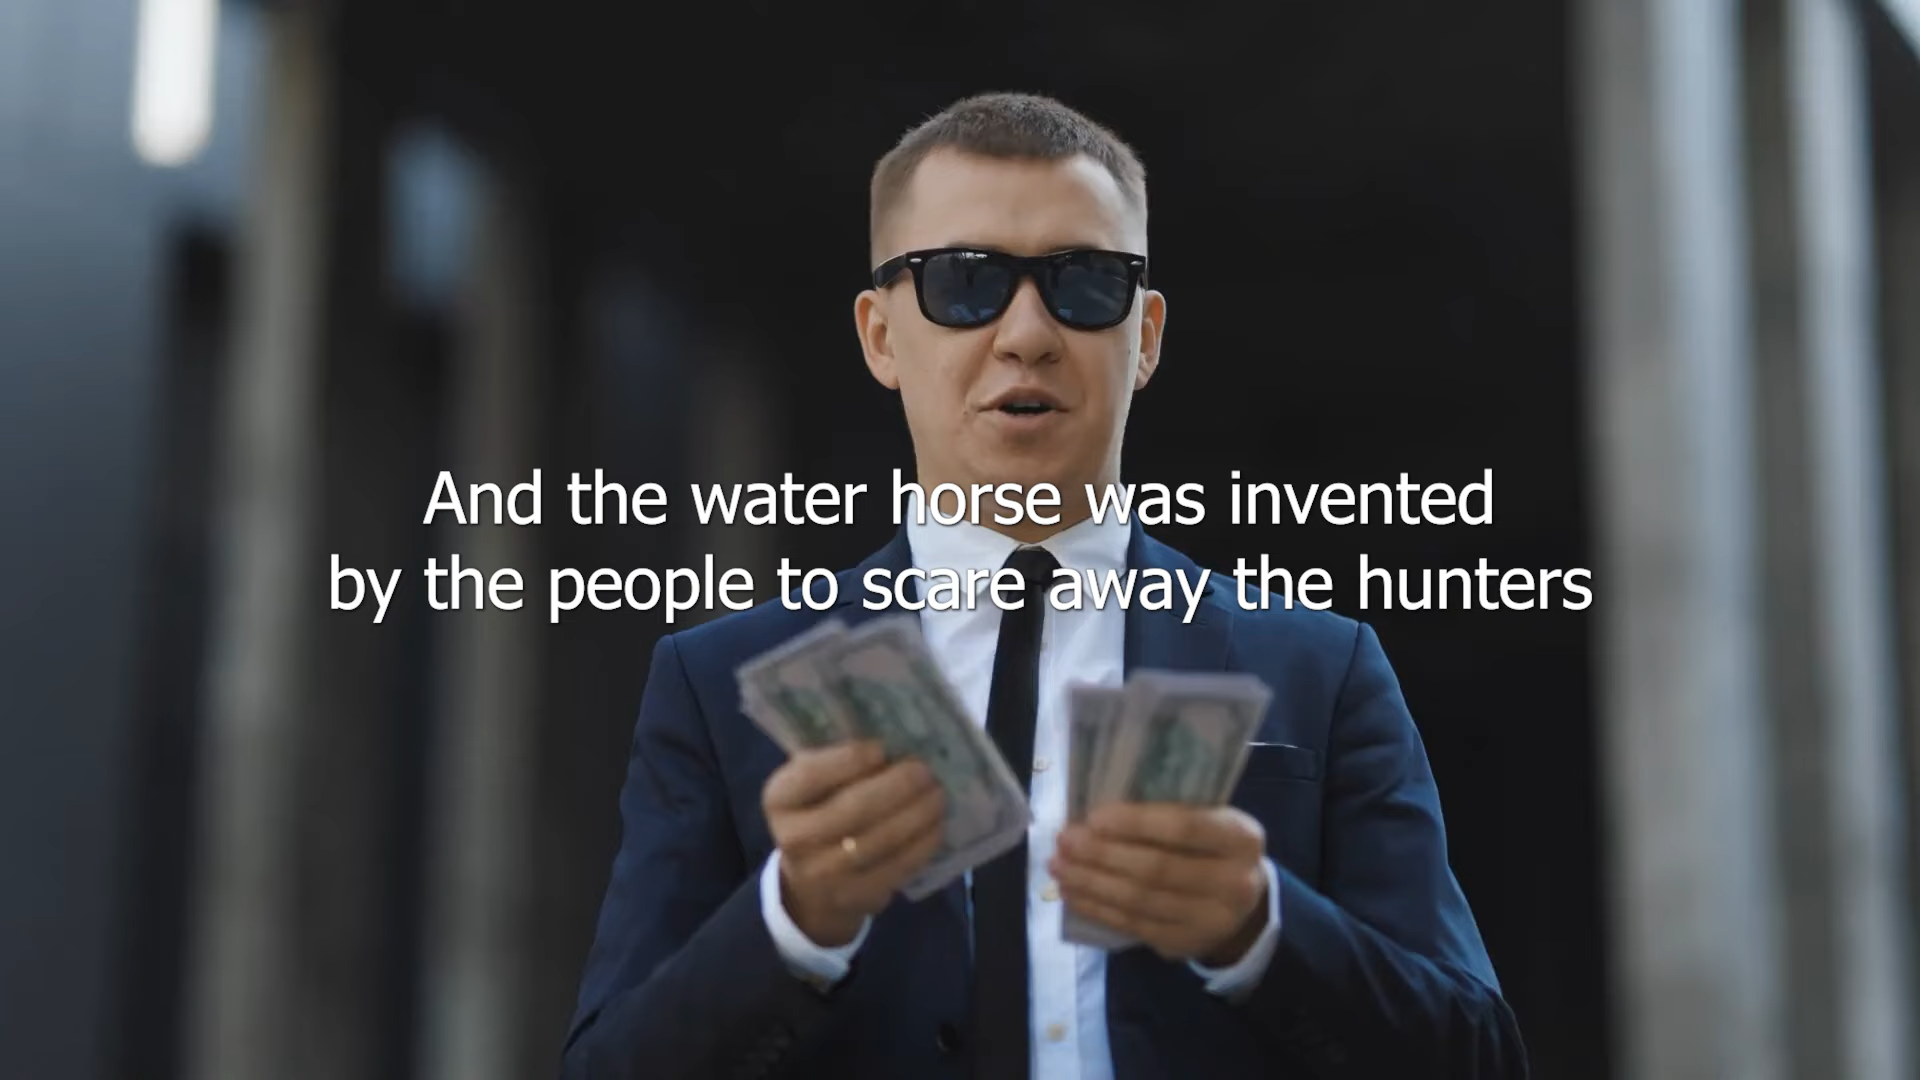 And the water horse was invented
by the people to scare away the hunters